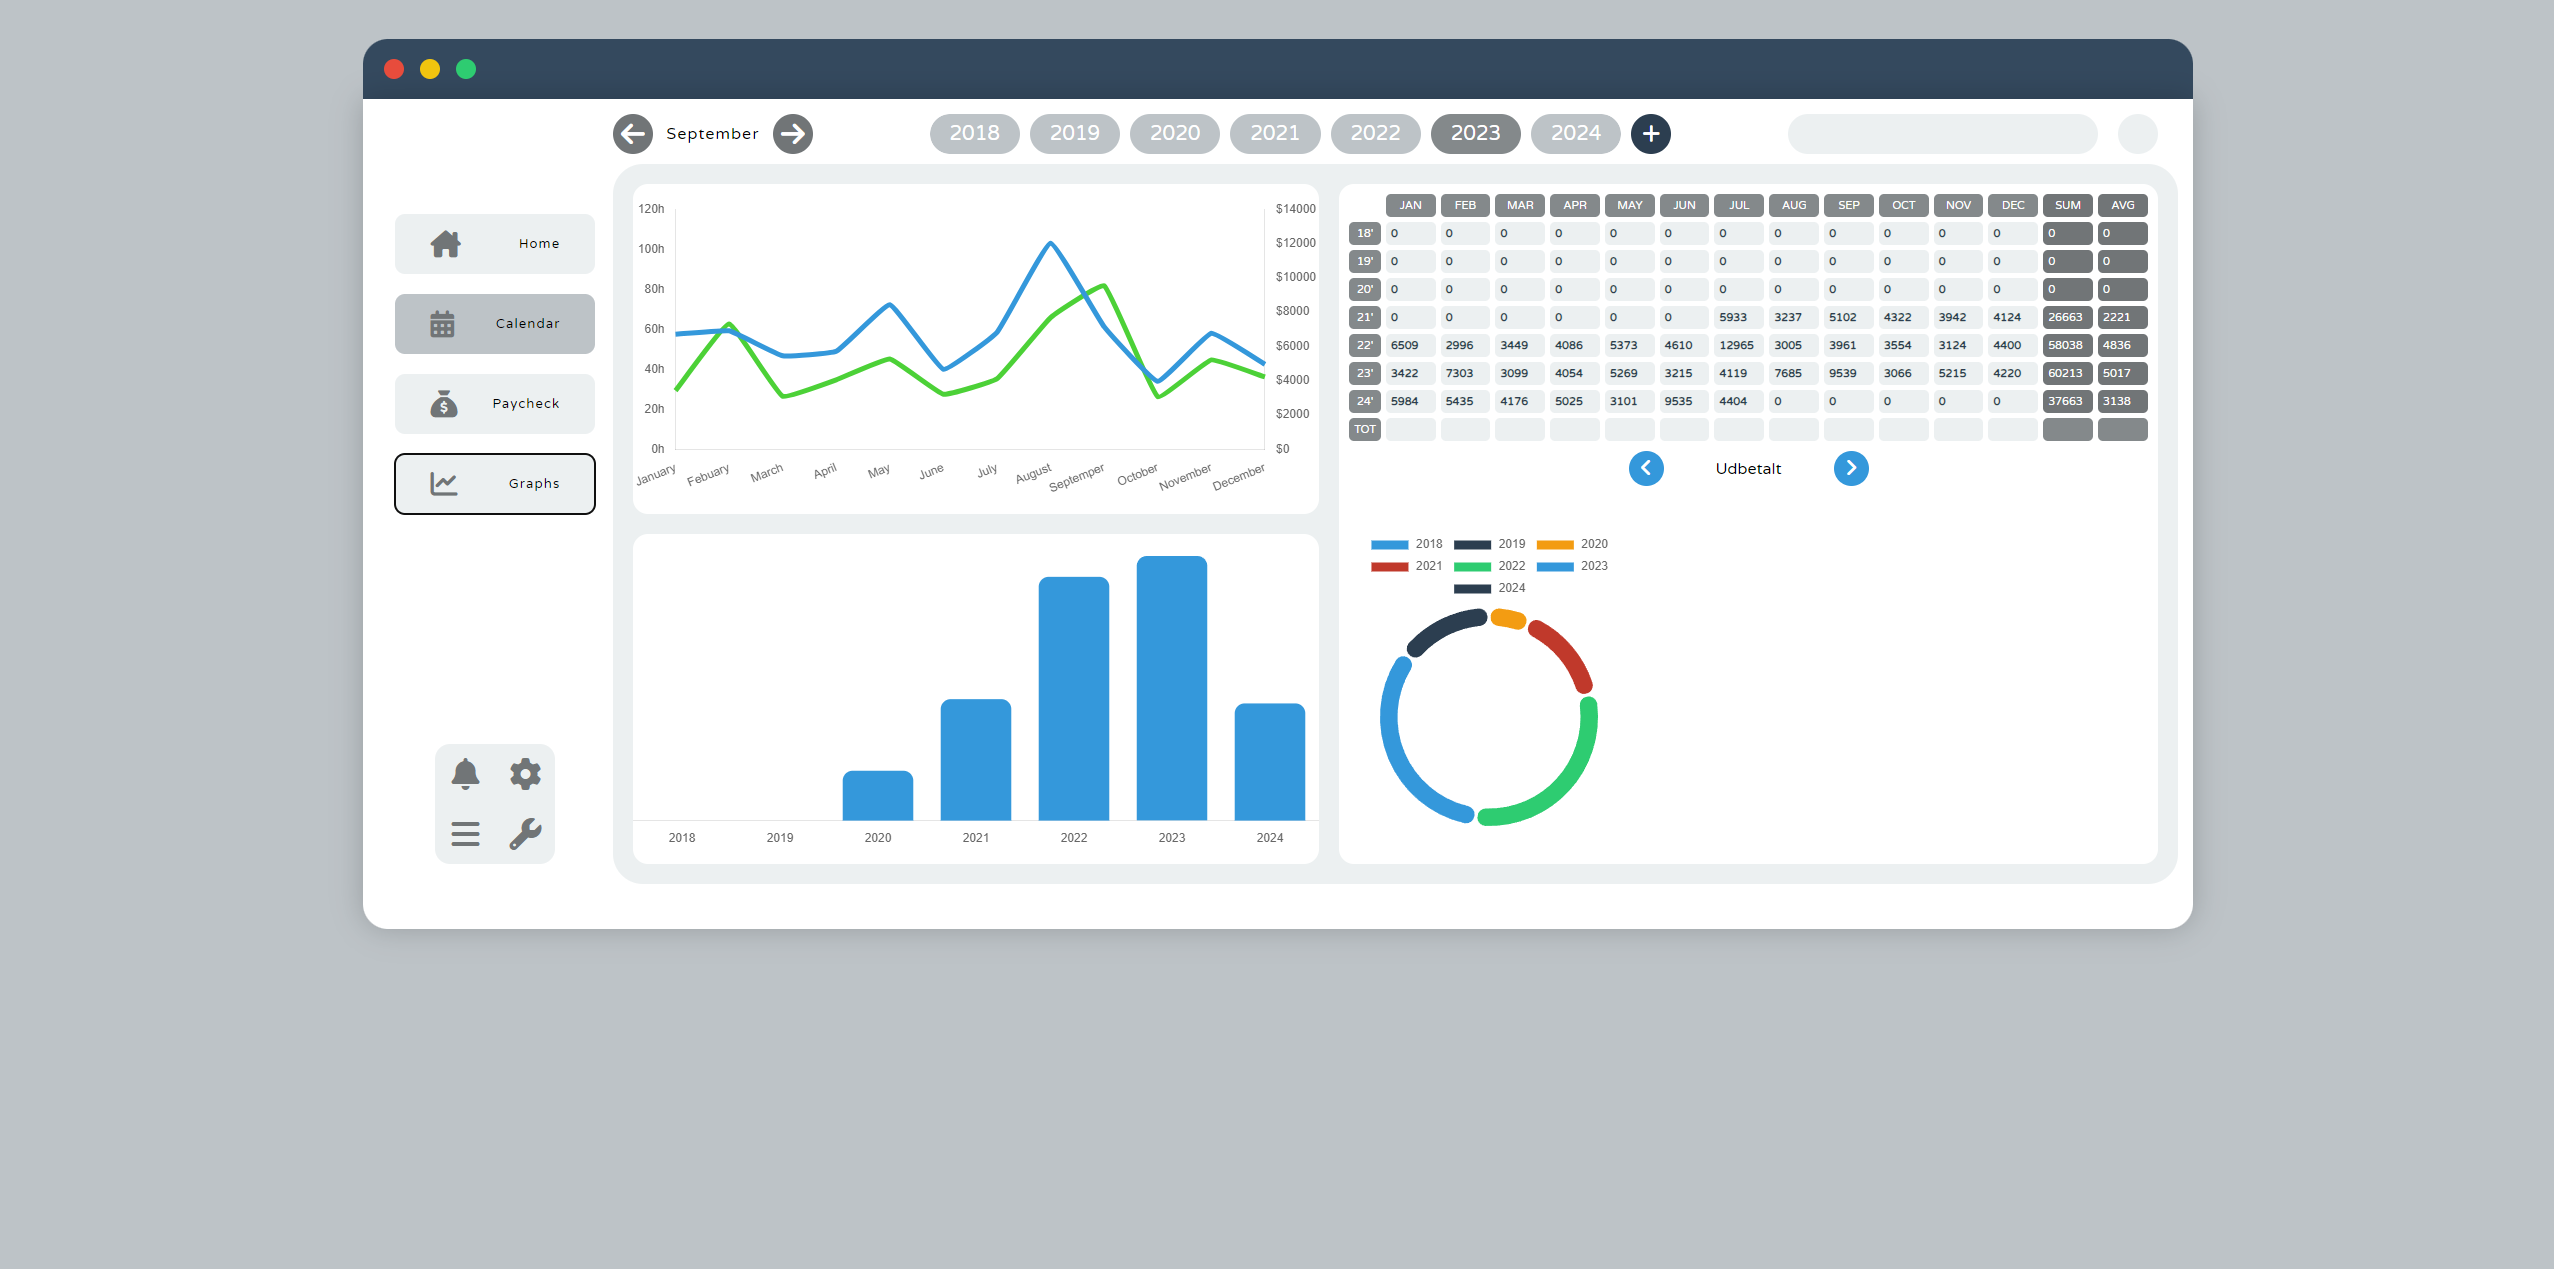 September
2018 2019 2020 2021 2022 2023 2024
Home
Calendar
Paycheck
Graphs
120h $14000
100h $12000
$10000
80h
$8000
60h
$6000
40h $4000
20h $2000
0h $0
January Febuary March April May June July August Septemper October November December
2018 2019 2020 2021 2022 2023 2024
JAN FEB MAR APR MAY JUN JUL AUG SEP OCT NOV DEC SUM AVG
18' 0 0 0 0 0 0 0 0 0 0 0 0 0 0
19' 0 0 0 0 0 0 0 0 0 0 0 0 0 0
20' 0 0 0 0 0 0 0 0 0 0 0 0 0 0
21' 0 0 0 0 0 0 5933 3237 5102 4322 3942 4124 26663 2221
22' 6509 2996 3449 4086 5373 4610 12965 3005 3961 3554 3124 4400 58038 4836
23' 3422 7303 3099 4054 5269 3215 4119 7685 9539 3066 5215 4220 60213 5017
24' 5984 5435 4176 5025 3101 9535 4404 0 0 0 0 0 37663 3138
TOT
Udbetalt
2018 2019 2020
2021 2022 2023
2024